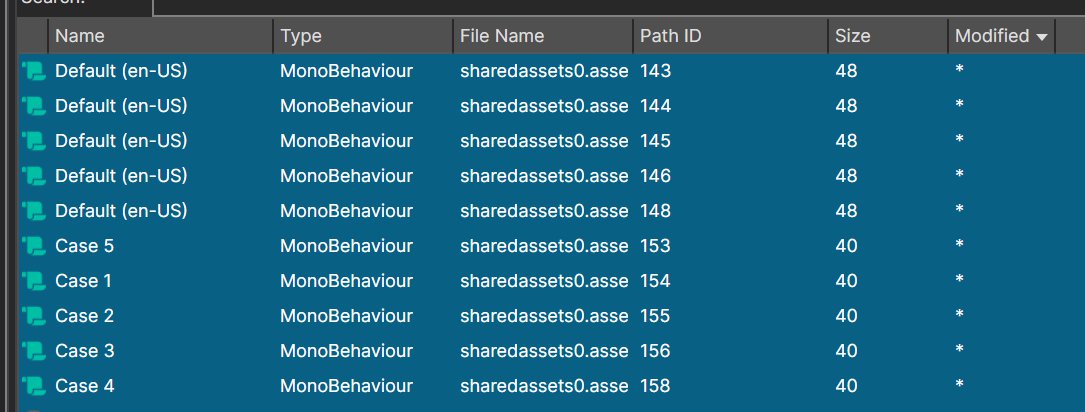 Search:
Name Type File Name Path ID Size Modified
Default (en-US) MonoBehaviour sharedassets0.asse 143 48 *
Default (en-US) MonoBehaviour sharedassets0.asse 144 48 *
Default (en-US) MonoBehaviour sharedassets0.asse 145 48 *
Default (en-US) MonoBehaviour sharedassets0.asse 146 48 *
Default (en-US) MonoBehaviour sharedassets0.asse 148 48 *
Case 5 MonoBehaviour sharedassets0.asse 153 40 *
Case 1 MonoBehaviour sharedassets0.asse 154 40 *
Case 2 MonoBehaviour sharedassets0.asse 155 40 *
Case 3 MonoBehaviour sharedassets0.asse 156 40 *
Case 4 MonoBehaviour sharedassets0.asse 158 40 *